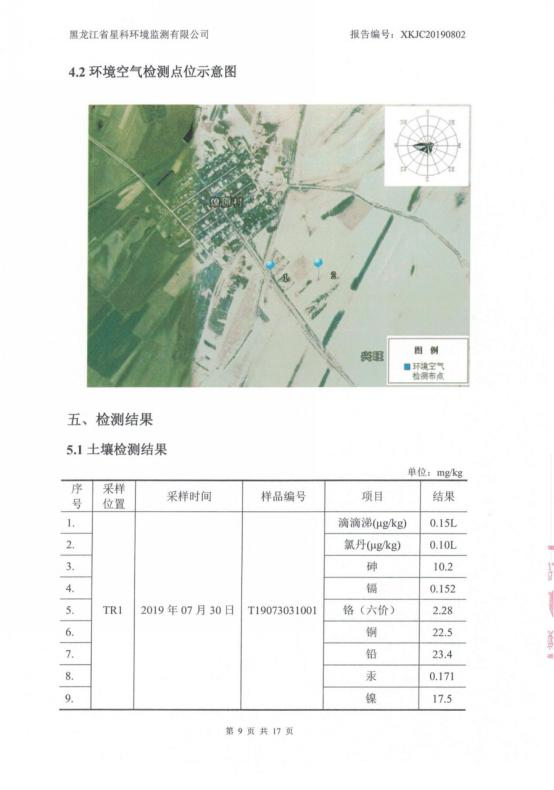 黑龙江省星科环境监测有限公司 报告编号：XKJC20190802
4.2 环境空气检测点位示意图
燎原村
1
2
兴旺
图 例
环境空气
检测布点
五、检测结果
5.1 土壤检测结果
单位：mg/kg
序号 采样位置 采样时间 样品编号 项目 结果
1. 滴滴涕(μg/kg) 0.15L
2. 氯丹(μg/kg) 0.10L
3. 砷 10.2
4. 镉 0.152
5. TR1 2019 年 07 月 30 日 T19073031001 铬（六价） 2.28
6. 铜 22.5
7. 铅 23.4
8. 汞 0.171
9. 镍 17.5
第 9 页 共 17 页